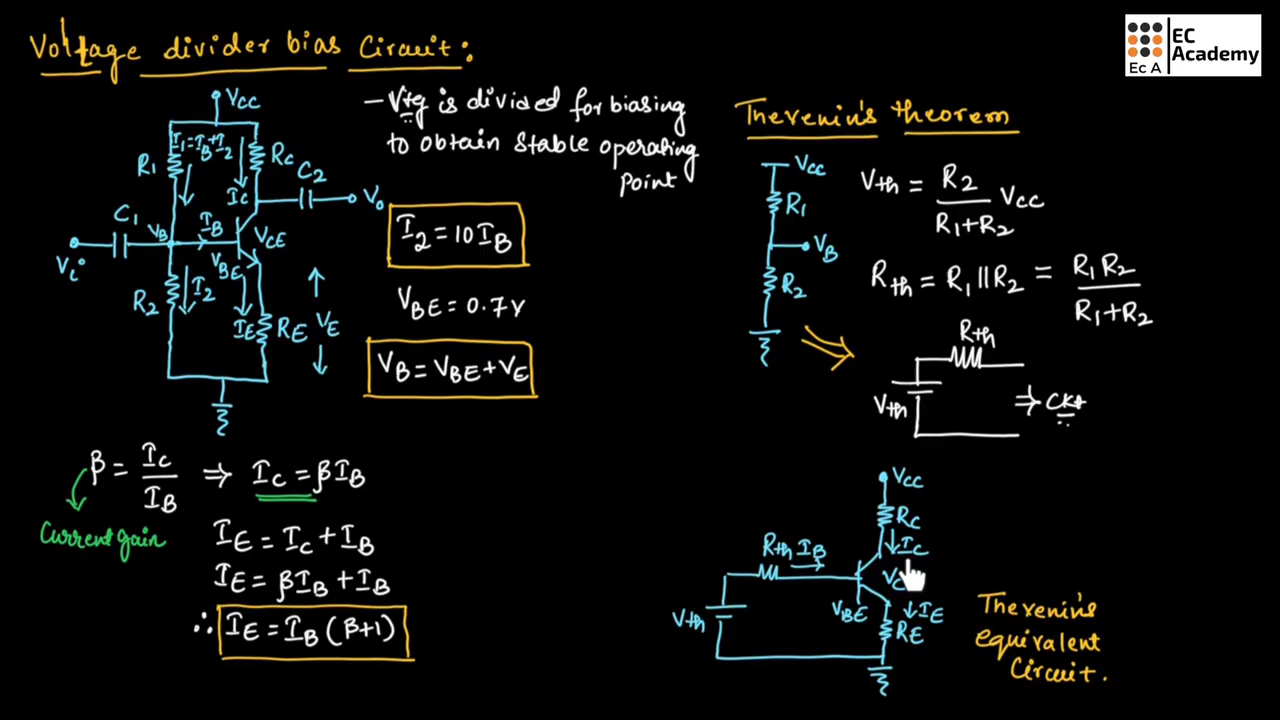 Voltage divider bias Circuit:
EC
Academy
Ec A
VCC
I1=IB+I2
R1
RC
IC
C2
Vo
C1
VB
IB
VCE
Vi
VBE
R2
I2
IE
RE
VE
- Vtg is divided for biasing
to obtain stable operating
point
I2 = 10 IB
VBE = 0.7V
VB = VBE + VE
β = IC/IB ⇒ IC = βIB
Current gain
IE = IC + IB
IE = βIB + IB
∴ IE = IB (β+1)
Thevenin's theorem
VCC
R1
VB
R2
Vth = R2/(R1+R2) VCC
Rth = R1 || R2 = R1 R2/(R1+R2)
Rth
Vth
⇒ Ckt
VCC
RC
IC
Rth IB
VBE
IE
Vth
RE
Thevenin's
equivalent
Circuit.